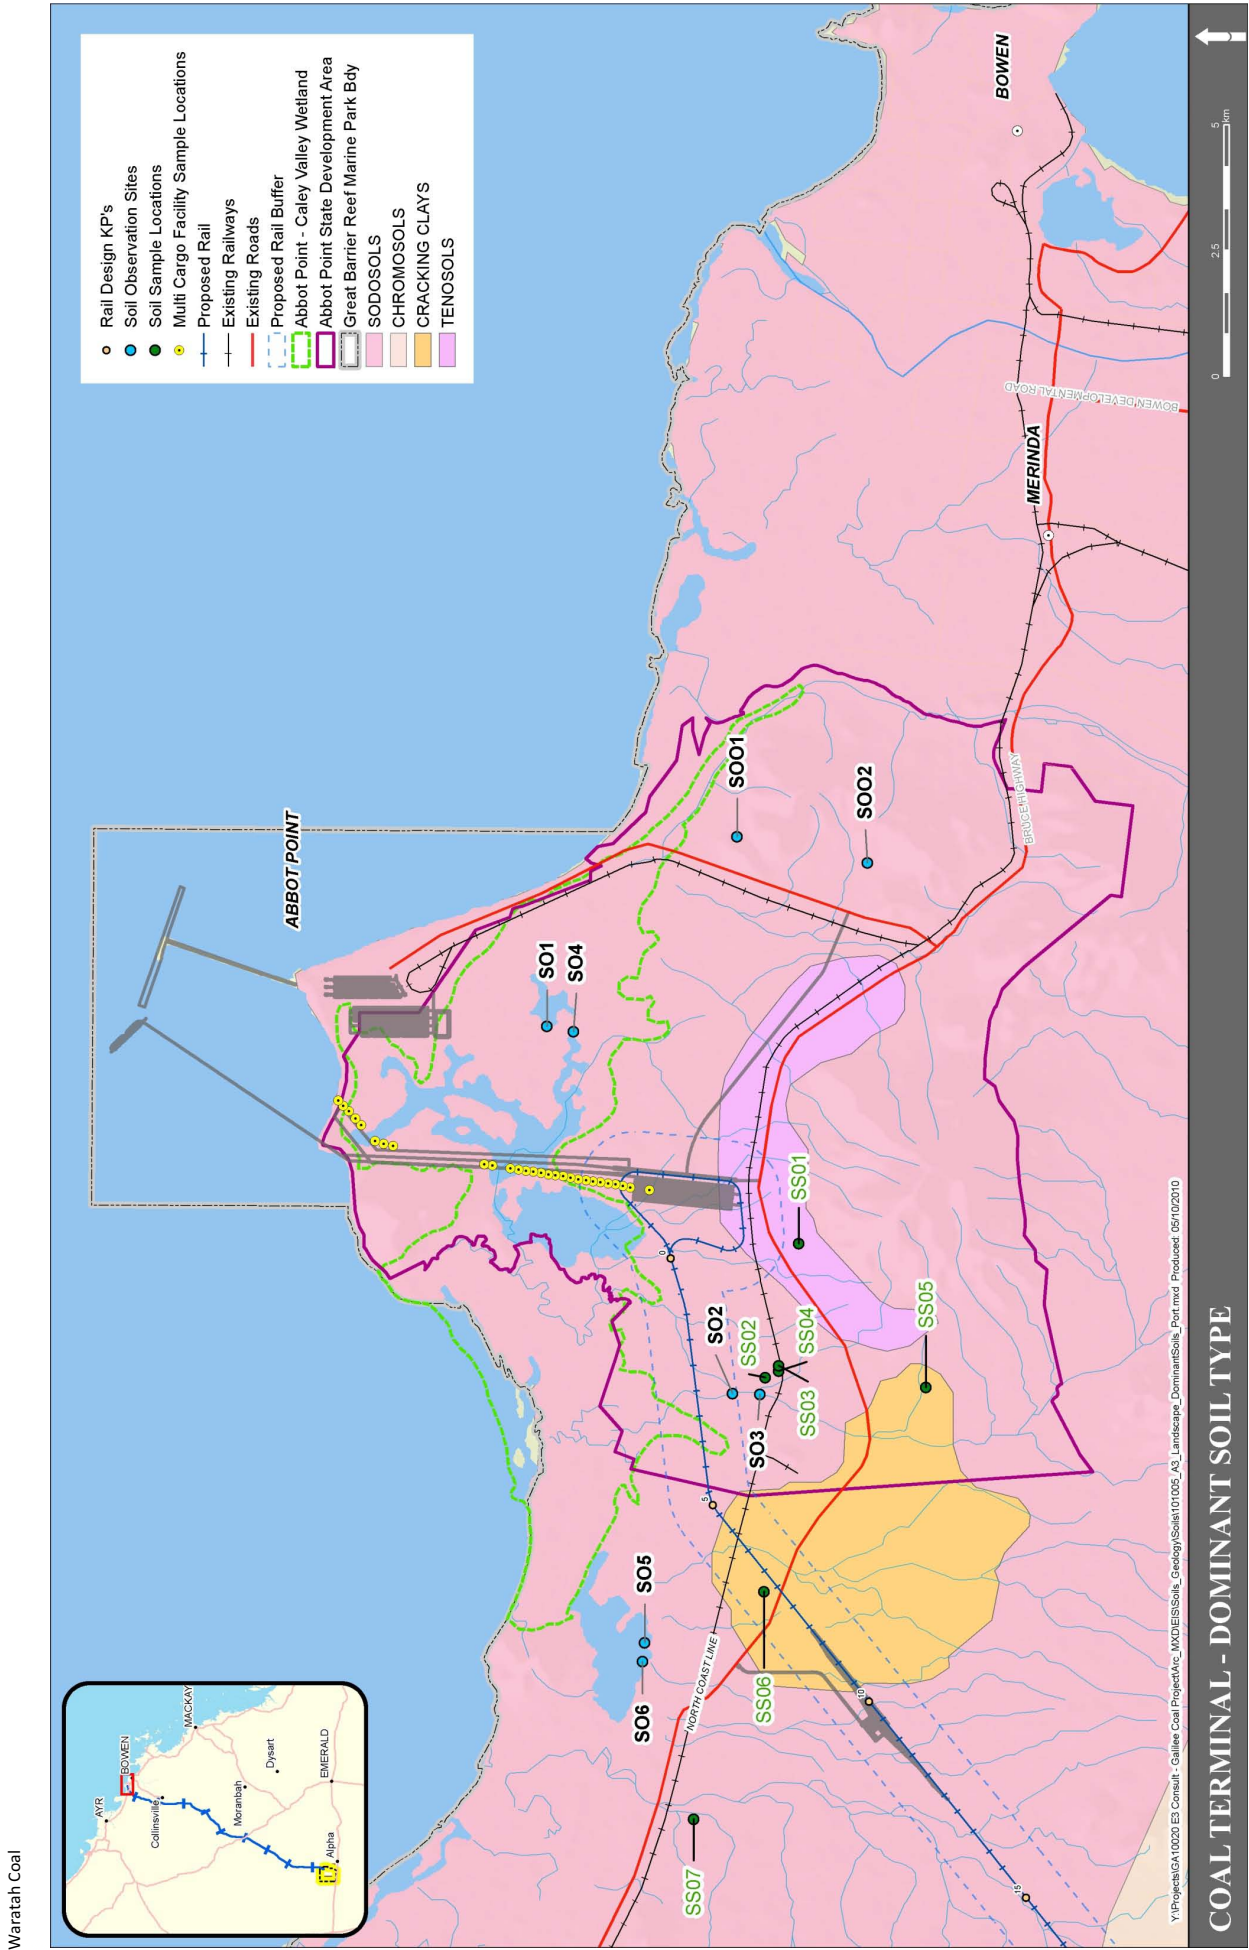 Waratah Coal
Rail Design KP's
Soil Observation Sites
Soil Sample Locations
Multi Cargo Facility Sample Locations
Proposed Rail
Existing Railways
Existing Roads
Proposed Rail Buffer
Abbot Point - Caley Valley Wetland
Abbot Point State Development Area
Great Barrier Reef Marine Park Bdy
SODOSOLS
CHROMOSOLS
CRACKING CLAYS
TENOSOLS
AYR
BOWEN
Collinsville
MACKAY
Moranbah
Dysart
EMERALD
Alpha
ABBOT POINT
SO1
SO4
SOO1
SOO2
BOWEN
MERINDA
BOWEN DEVELOPMENTAL ROAD
BRUCE HIGHWAY
NORTH COAST LINE
SO5
SO6
SO2
SO3
SS02
SS04
SS03
SS01
SS05
SS06
SS07
0
5
10
15
Y:\Projects\GA10020 E3 Consult - Galilee Coal Project\Arc_MXD\EIS\Soils_Geology\Soils\101005_A3_Landscape_DominantSoils_Port.mxd Produced: 05/10/2010
COAL TERMINAL - DOMINANT SOIL TYPE
0
2.5
5
km